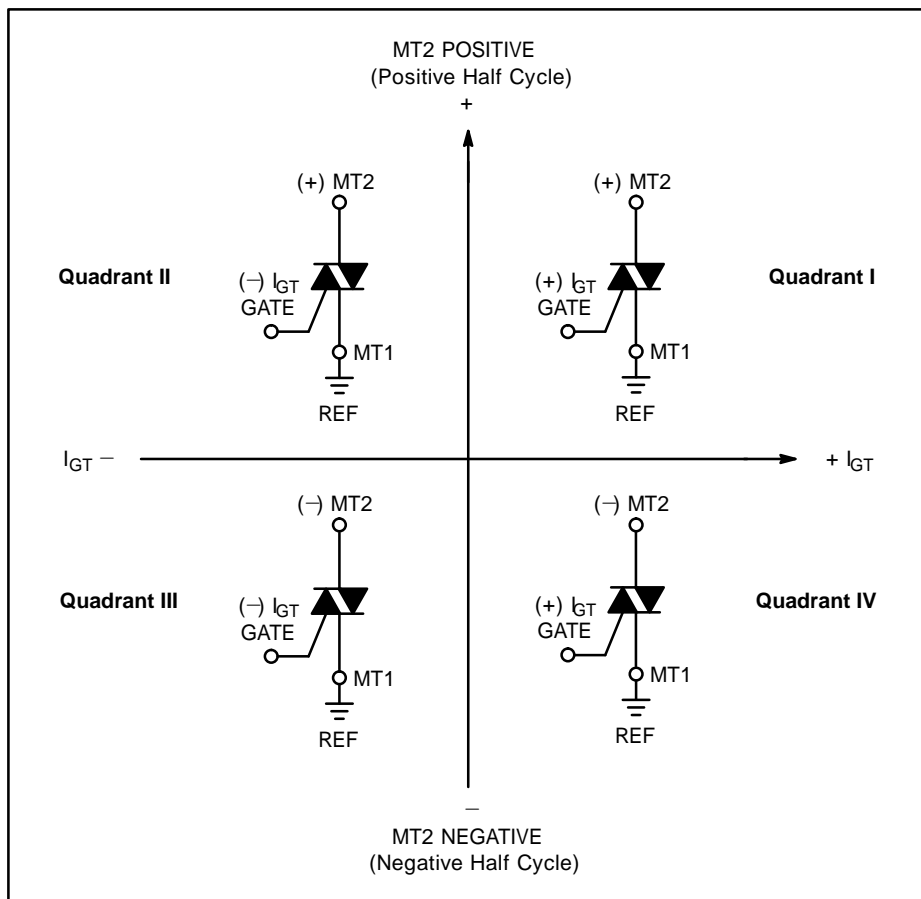 MT2 POSITIVE
(Positive Half Cycle)
+
(+) MT2
(+) MT2
Quadrant II
(−) IGT
GATE
(+) IGT
GATE
Quadrant I
MT1
MT1
REF
REF
IGT −
+ IGT
(−) MT2
(−) MT2
Quadrant III
(−) IGT
GATE
(+) IGT
GATE
Quadrant IV
MT1
MT1
REF
REF
−
MT2 NEGATIVE
(Negative Half Cycle)